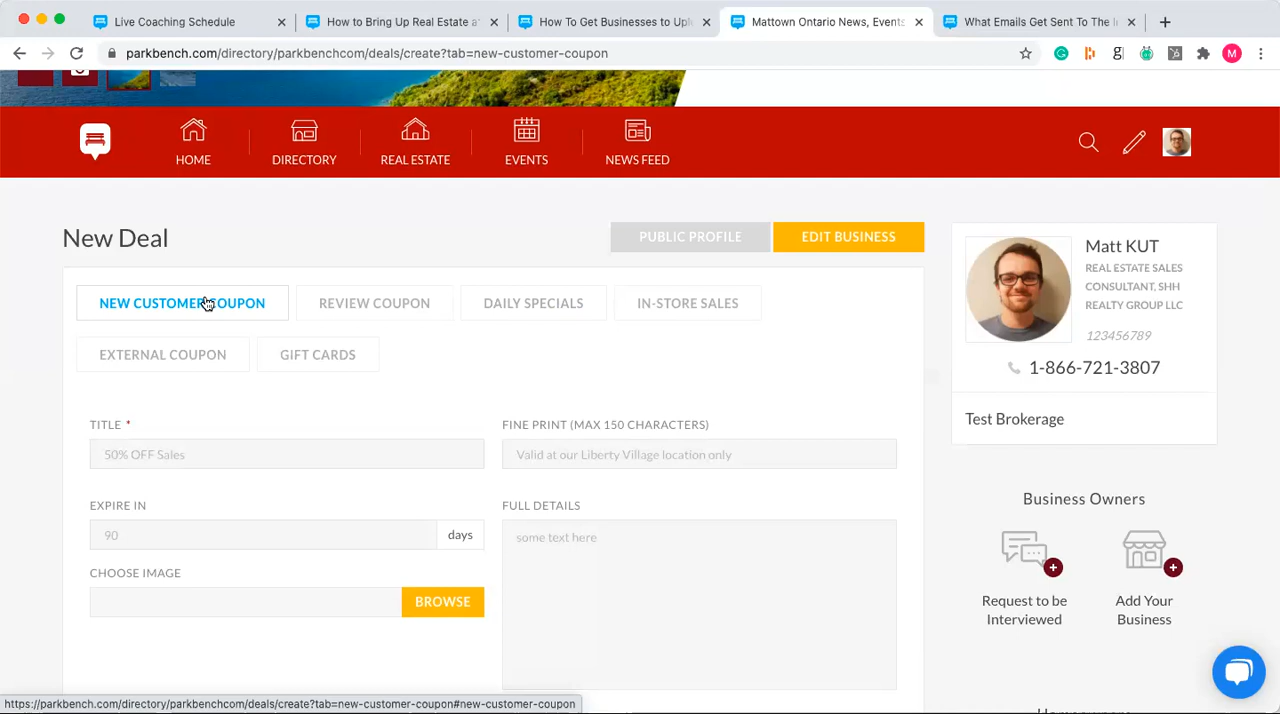 Live Coaching Schedule
How to Bring Up Real Estate at
How To Get Businesses to Uplo
Mattown Ontario News, Events
What Emails Get Sent To The I
parkbench.com/directory/parkbenchcom/deals/create?tab=new-customer-coupon
M
HOME
DIRECTORY
REAL ESTATE
EVENTS
NEWS FEED
New Deal
PUBLIC PROFILE
EDIT BUSINESS
NEW CUSTOMER COUPON
REVIEW COUPON
DAILY SPECIALS
IN-STORE SALES
EXTERNAL COUPON
GIFT CARDS
TITLE *
50% OFF Sales
FINE PRINT (MAX 150 CHARACTERS)
Valid at our Liberty Village location only
EXPIRE IN
90
days
FULL DETAILS
some text here
CHOOSE IMAGE
BROWSE
Matt KUT
REAL ESTATE SALES
CONSULTANT, SHH
REALTY GROUP LLC
123456789
1-866-721-3807
Test Brokerage
Business Owners
Request to be
Interviewed
Add Your
Business
https://parkbench.com/directory/parkbenchcom/deals/create?tab=new-customer-coupon#new-customer-coupon